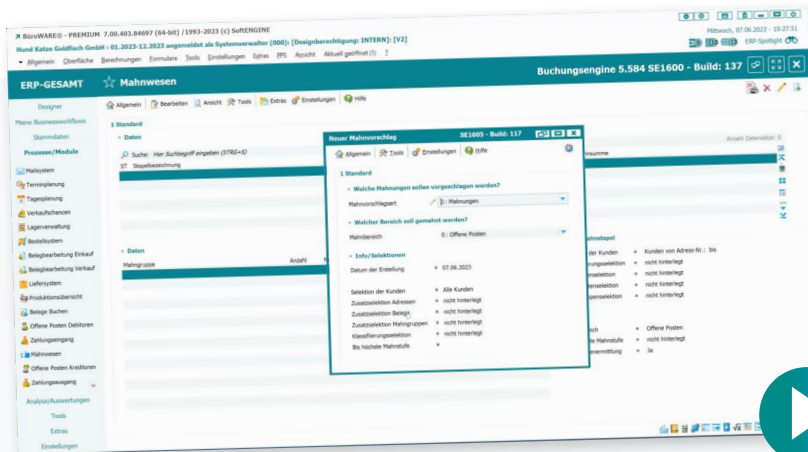 BüroWARE® - PREMIUM 7.00.403.84697 (64-bit) /1993-2023 (c) SoftENGINE
Hund Katze Goldfisch GmbH : 01.2023-12.2023 angemeldet als Systemverwalter (000): [Designberechtigung: INTERN]: [V2]
Mittwoch, 07.06.2023 - 10:27:51
Allgemein Oberfläche Berechnungen Formulare Tools Einstellungen Extras PPS Ansicht Aktuell geöffnet (1) ?
ERP-Spotlight
ERP-GESAMT
Mahnwesen
Buchungsengine 5.584 SE1600 - Build: 137
Designer
Meine Businessworkflows
Stammdaten
Prozesse/Module
Mailsystem
Terminplanung
Tagesplanung
Verkaufschancen
Lagerverwaltung
Bestellsystem
Belegbearbeitung Einkauf
Belegbearbeitung Verkauf
Liefersystem
Produktionsübersicht
Belege Buchen
Offene Posten Debitoren
Zahlungseingang
Mahnwesen
Offene Posten Kreditoren
Zahlungsausgang
Analyse/Auswertungen
Tools
Extras
Einstellungen
Allgemein Bearbeiten Ansicht Tools Extras Einstellungen Hilfe
1 Standard
Daten
Suche: Hier Suchbegriff eingeben (STRG+S)
ST Stapelbezeichnung
Anzahl Datensätze: 0
Daten
Mahngruppe
Anzahl
Neuer Mahnvorschlag
SE1605 - Build: 117
Allgemein Tools Einstellungen Hilfe
1 Standard
Welche Mahnungen sollen vorgeschlagen werden?
Mahnvorschlagsart 0 : Mahnungen
Welcher Bereich soll gemahnt werden?
Mahnbereich 0 : Offene Posten
Info/Selektionen
Datum der Erstellung 07.06.2023
Selektion der Kunden Alle Kunden
Zusatzselektion Adressen nicht hinterlegt
Zusatzselektion Belege nicht hinterlegt
Zusatzselektion Mahngruppen nicht hinterlegt
Klassifizierungsselektion nicht hinterlegt
Bis höchste Mahnstufe
der Kunden Kunden von Adress-Nr.: bis
nicht hinterlegt
nicht hinterlegt
nicht hinterlegt
nicht hinterlegt
Offene Posten
nicht hinterlegt
Ja